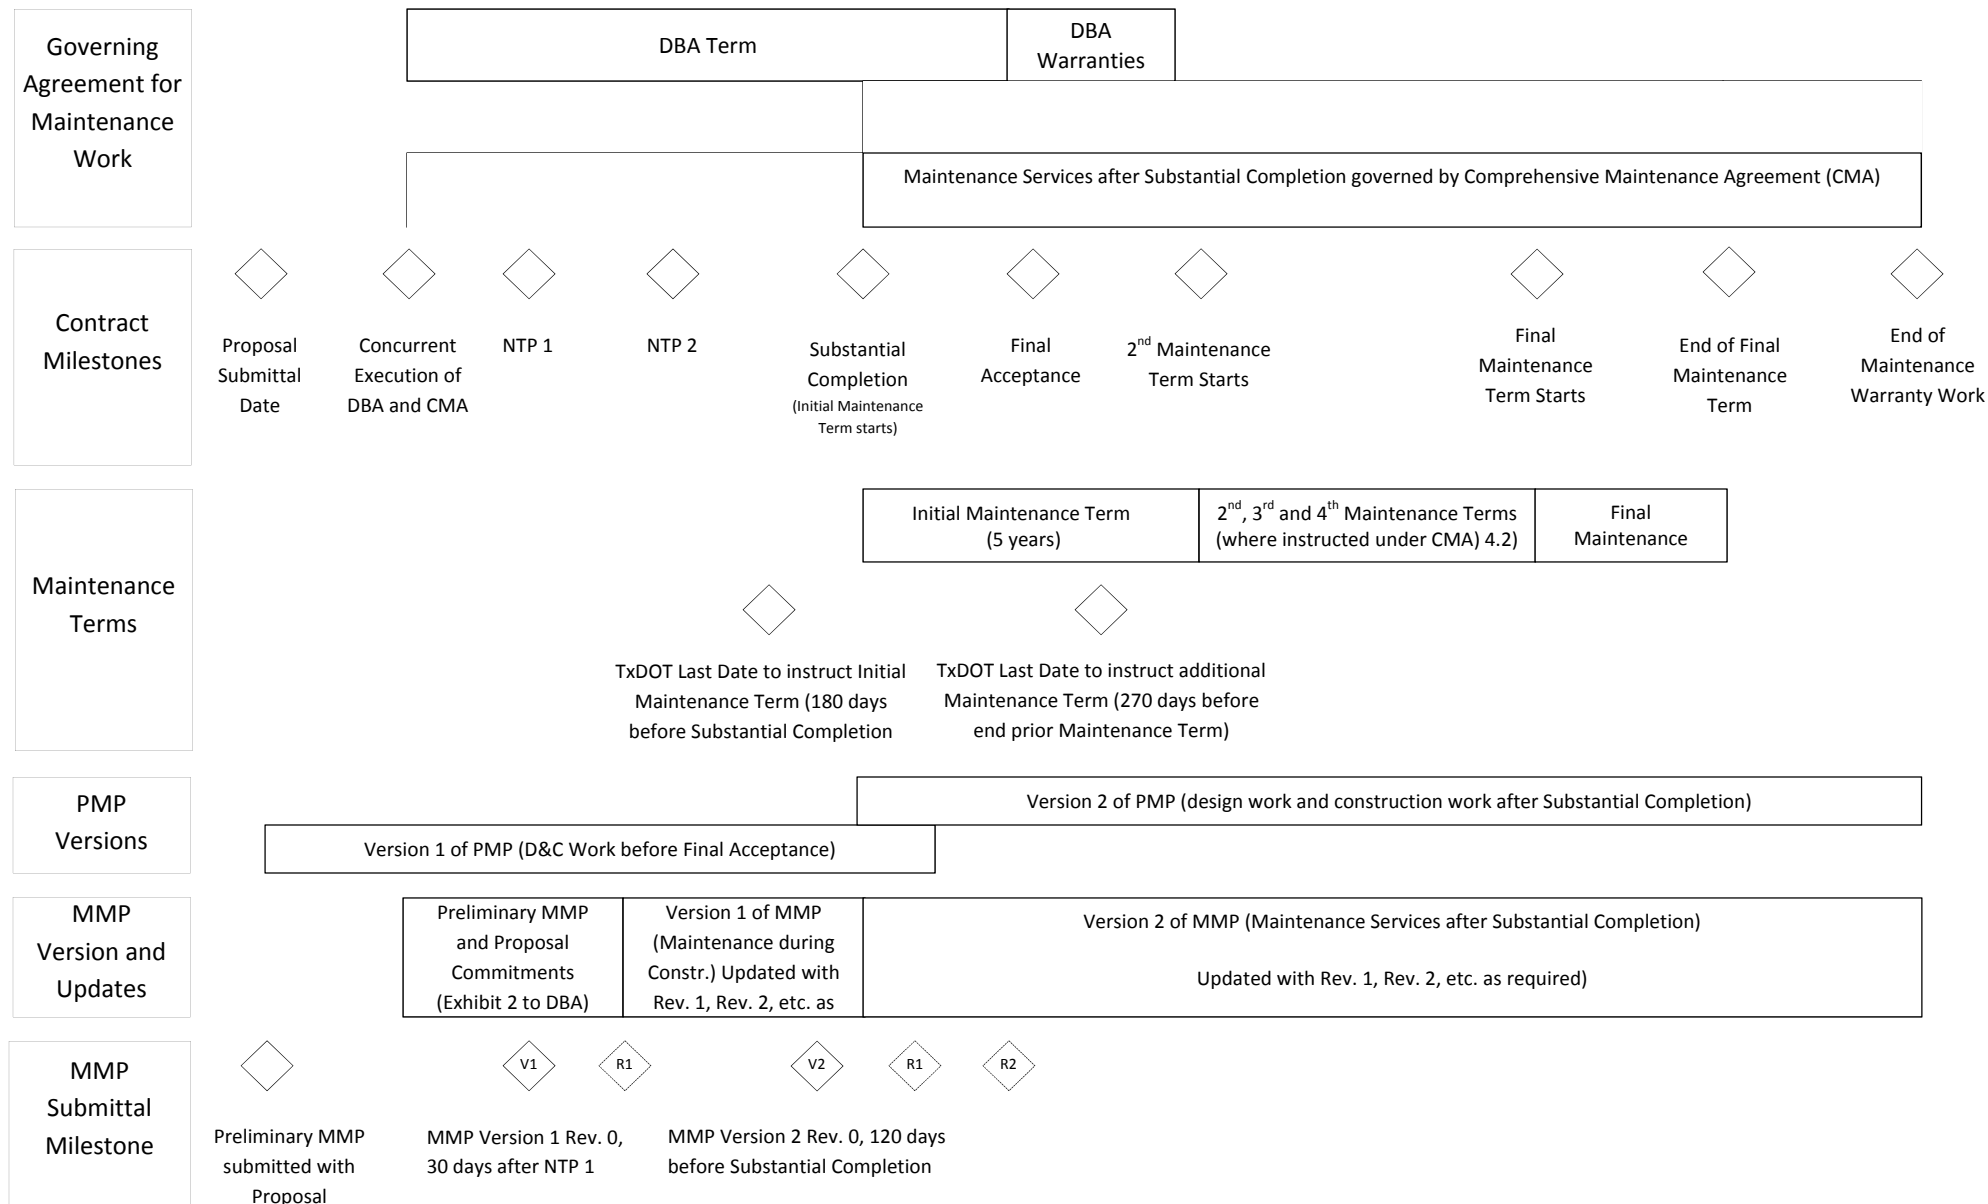 Governing
Agreement for
Maintenance
Work
DBA Term
DBA
Warranties
Maintenance Services after Substantial Completion governed by Comprehensive Maintenance Agreement (CMA)
Contract
Milestones
Proposal
Submittal
Date
Concurrent
Execution of
DBA and CMA
NTP 1
NTP 2
Substantial
Completion
(Initial Maintenance
Term starts)
Final
Acceptance
2nd Maintenance
Term Starts
Final
Maintenance
Term Starts
End of Final
Maintenance
Term
End of
Maintenance
Warranty Work
Maintenance
Terms
Initial Maintenance Term
(5 years)
2nd, 3rd and 4th Maintenance Terms
(where instructed under CMA) 4.2)
Final
Maintenance
TxDOT Last Date to instruct Initial
Maintenance Term (180 days
before Substantial Completion
TxDOT Last Date to instruct additional
Maintenance Term (270 days before
end prior Maintenance Term)
PMP
Versions
Version 2 of PMP (design work and construction work after Substantial Completion)
Version 1 of PMP (D&C Work before Final Acceptance)
MMP
Version and
Updates
Preliminary MMP
and Proposal
Commitments
(Exhibit 2 to DBA)
Version 1 of MMP
(Maintenance during
Constr.) Updated with
Rev. 1, Rev. 2, etc. as
Version 2 of MMP (Maintenance Services after Substantial Completion)
Updated with Rev. 1, Rev. 2, etc. as required)
MMP
Submittal
Milestone
V1
R1
V2
R1
R2
Preliminary MMP
submitted with
Proposal
MMP Version 1 Rev. 0,
30 days after NTP 1
MMP Version 2 Rev. 0, 120 days
before Substantial Completion